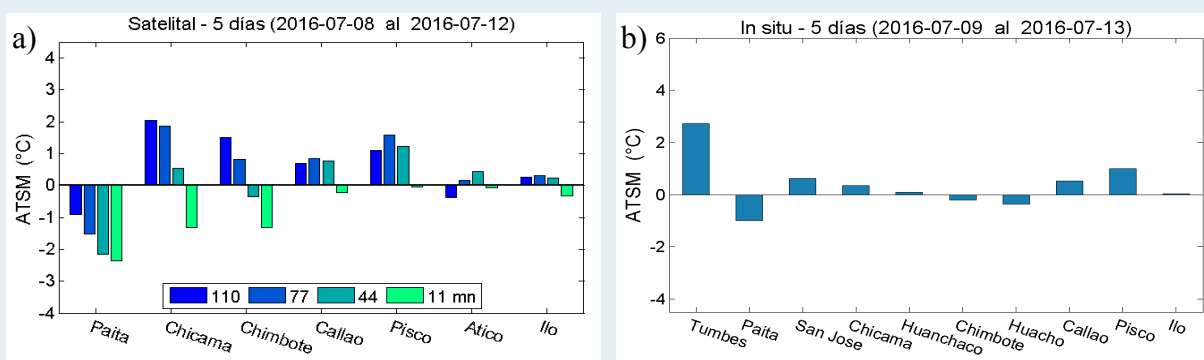 a)
Satelital - 5 días (2016-07-08 al 2016-07-12)
ATSM (°C)
4
3
2
1
0
-1
-2
-3
-4
110 77 44 11 mn
Paita Chicama Chimbote Callao Pisco Atico Ilo
b)
In situ - 5 días (2016-07-09 al 2016-07-13)
ATSM (°C)
6
4
2
0
-2
-4
Tumbes Paita San Jose Chicama Huanchaco Chimbote Huacho Callao Pisco Ilo